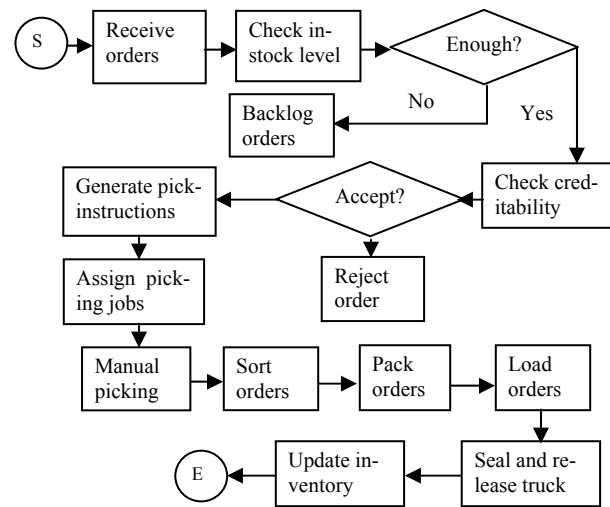 S
Receive
orders
Check in-
stock level
Enough?
No
Yes
Backlog
orders
Check cred-
itability
Accept?
Generate pick-
instructions
Reject
order
Assign pick-
ing jobs
Manual
picking
Sort
orders
Pack
orders
Load
orders
Seal and re-
lease truck
Update in-
ventory
E